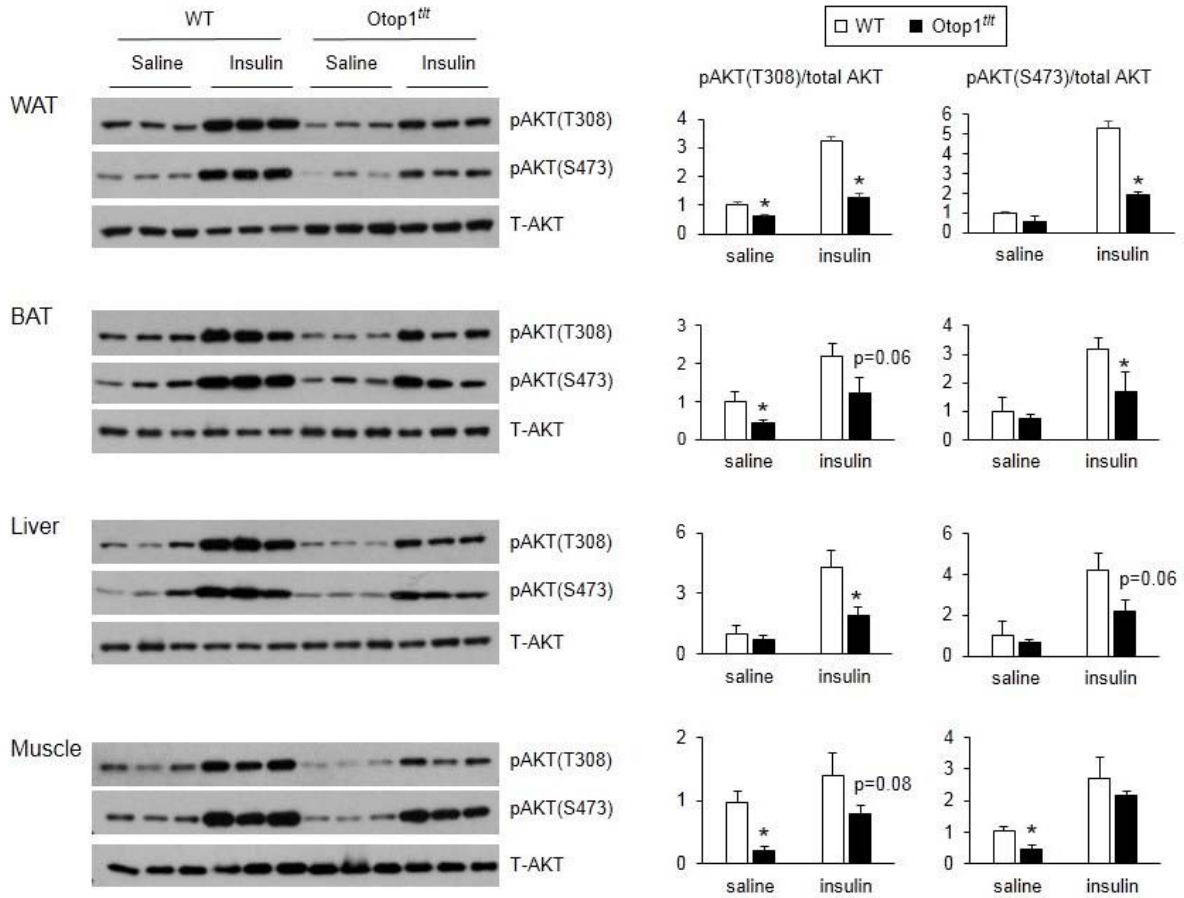 WT Otop1tlt
Saline Insulin Saline Insulin
WAT
pAKT(T308)
pAKT(S473)
T-AKT
BAT
pAKT(T308)
pAKT(S473)
T-AKT
Liver
pAKT(T308)
pAKT(S473)
T-AKT
Muscle
pAKT(T308)
pAKT(S473)
T-AKT
WT Otop1tlt
pAKT(T308)/total AKT
4
3
2
1
0
*
*
saline insulin
pAKT(S473)/total AKT
6
5
4
3
2
1
0
*
saline insulin
3
2
1
0
*
p=0.06
saline insulin
4
3
2
1
0
*
saline insulin
6
3
0
*
saline insulin
6
4
2
0
p=0.06
saline insulin
2
1
0
*
p=0.08
saline insulin
4
3
2
1
0
*
saline insulin